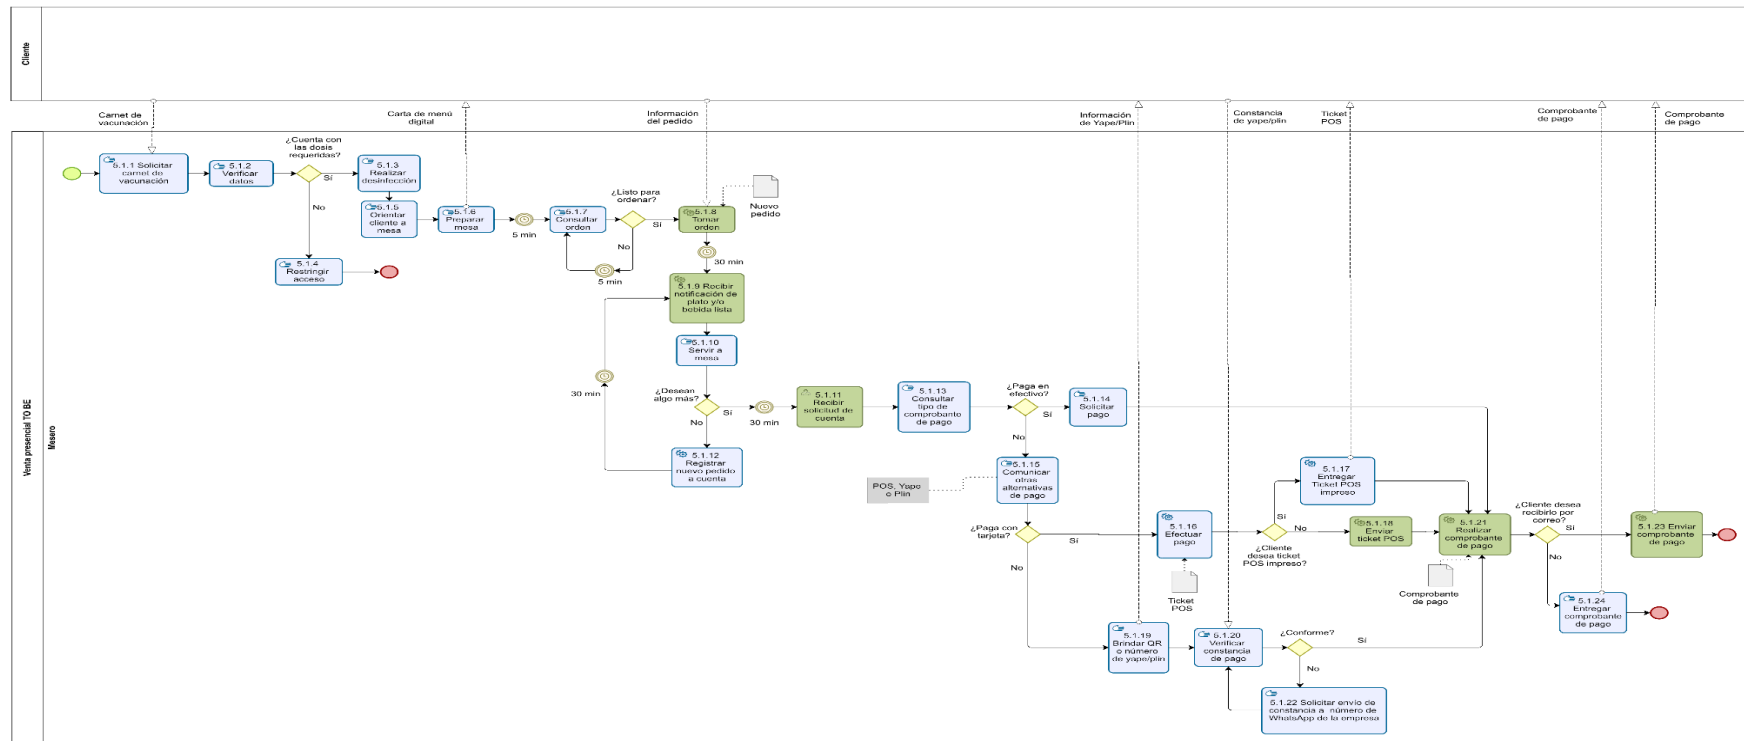 Cliente
Carnet de
vacunación
Carta de menú
digital
Información
del pedido
Información
de Yape/Plin
Constancia
de yape/plin
Ticket
POS
Comprobante
de pago
Comprobante
de pago
Venta presencial TO BE
Mesero
5.1.1 Solicitar
carnet de
vacunación
5.1.2
Verificar
datos
¿Cuenta con
las dosis
requeridas?
Sí
No
5.1.3
Realizar
desinfección
5.1.4
Restringir
acceso
5.1.5
Orientar
cliente a
mesa
5.1.6
Preparar
mesa
5 min
5.1.7
Consultar
orden
¿Listo para
ordenar?
Sí
No
5 min
5.1.8
Tomar
orden
Nuevo
pedido
30 min
5.1.9 Recibir
notificación de
plato y/o
bebida lista
5.1.10
Servir a
mesa
30 min
¿Desean
algo más?
Sí
No
30 min
5.1.11
Recibir
solicitud de
cuenta
5.1.12
Registrar
nuevo pedido
a cuenta
5.1.13
Consultar
tipo de
comprobante
de pago
¿Paga en
efectivo?
Sí
No
5.1.14
Solicitar
pago
5.1.15
Comunicar
otras
alternativas
de pago
POS, Yape
o Plin
¿Paga con
tarjeta?
Sí
No
5.1.16
Efectuar
pago
Ticket
POS
¿Cliente
desea ticket
POS impreso?
Sí
No
5.1.17
Entregar
Ticket POS
impreso
5.1.18
Enviar
ticket POS
5.1.19
Brindar QR
o número
de yape/plin
5.1.20
Verificar
constancia
de pago
¿Conforme?
Sí
No
5.1.22 Solicitar envío de
constancia a número de
WhatsApp de la empresa
5.1.21
Realizar
comprobante
de pago
Comprobante
de pago
¿Cliente desea
recibirlo por
correo?
Sí
No
5.1.23 Enviar
comprobante
de pago
5.1.24
Entregar
comprobante
de pago